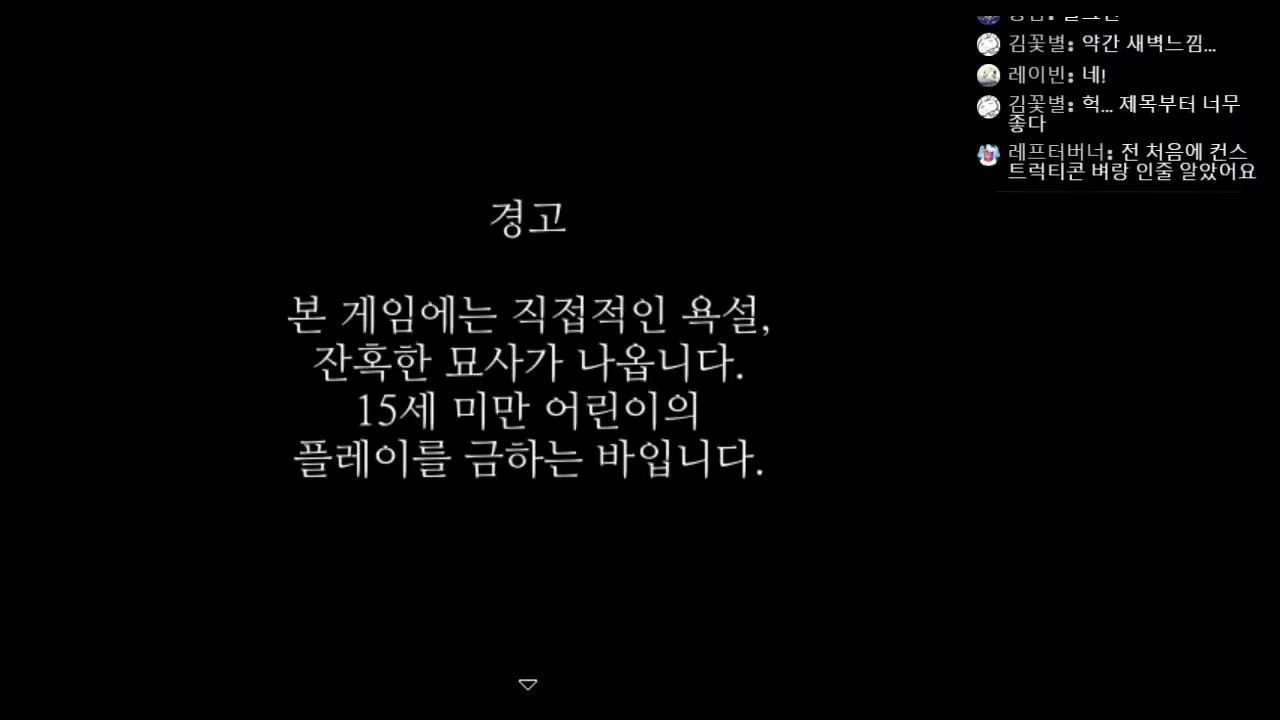 경고
본 게임에는 직접적인 욕설,
잔혹한 묘사가 나옵니다.
15세 미만 어린이의
플레이를 금하는 바입니다.
김꽃별: 약간 새벽느낌...
레이빈: 네!
김꽃별: 헉... 제목부터 너무
좋다
레프터버너: 전 처음에 컨스
트럭티콘 벼랑 인줄 알았어요